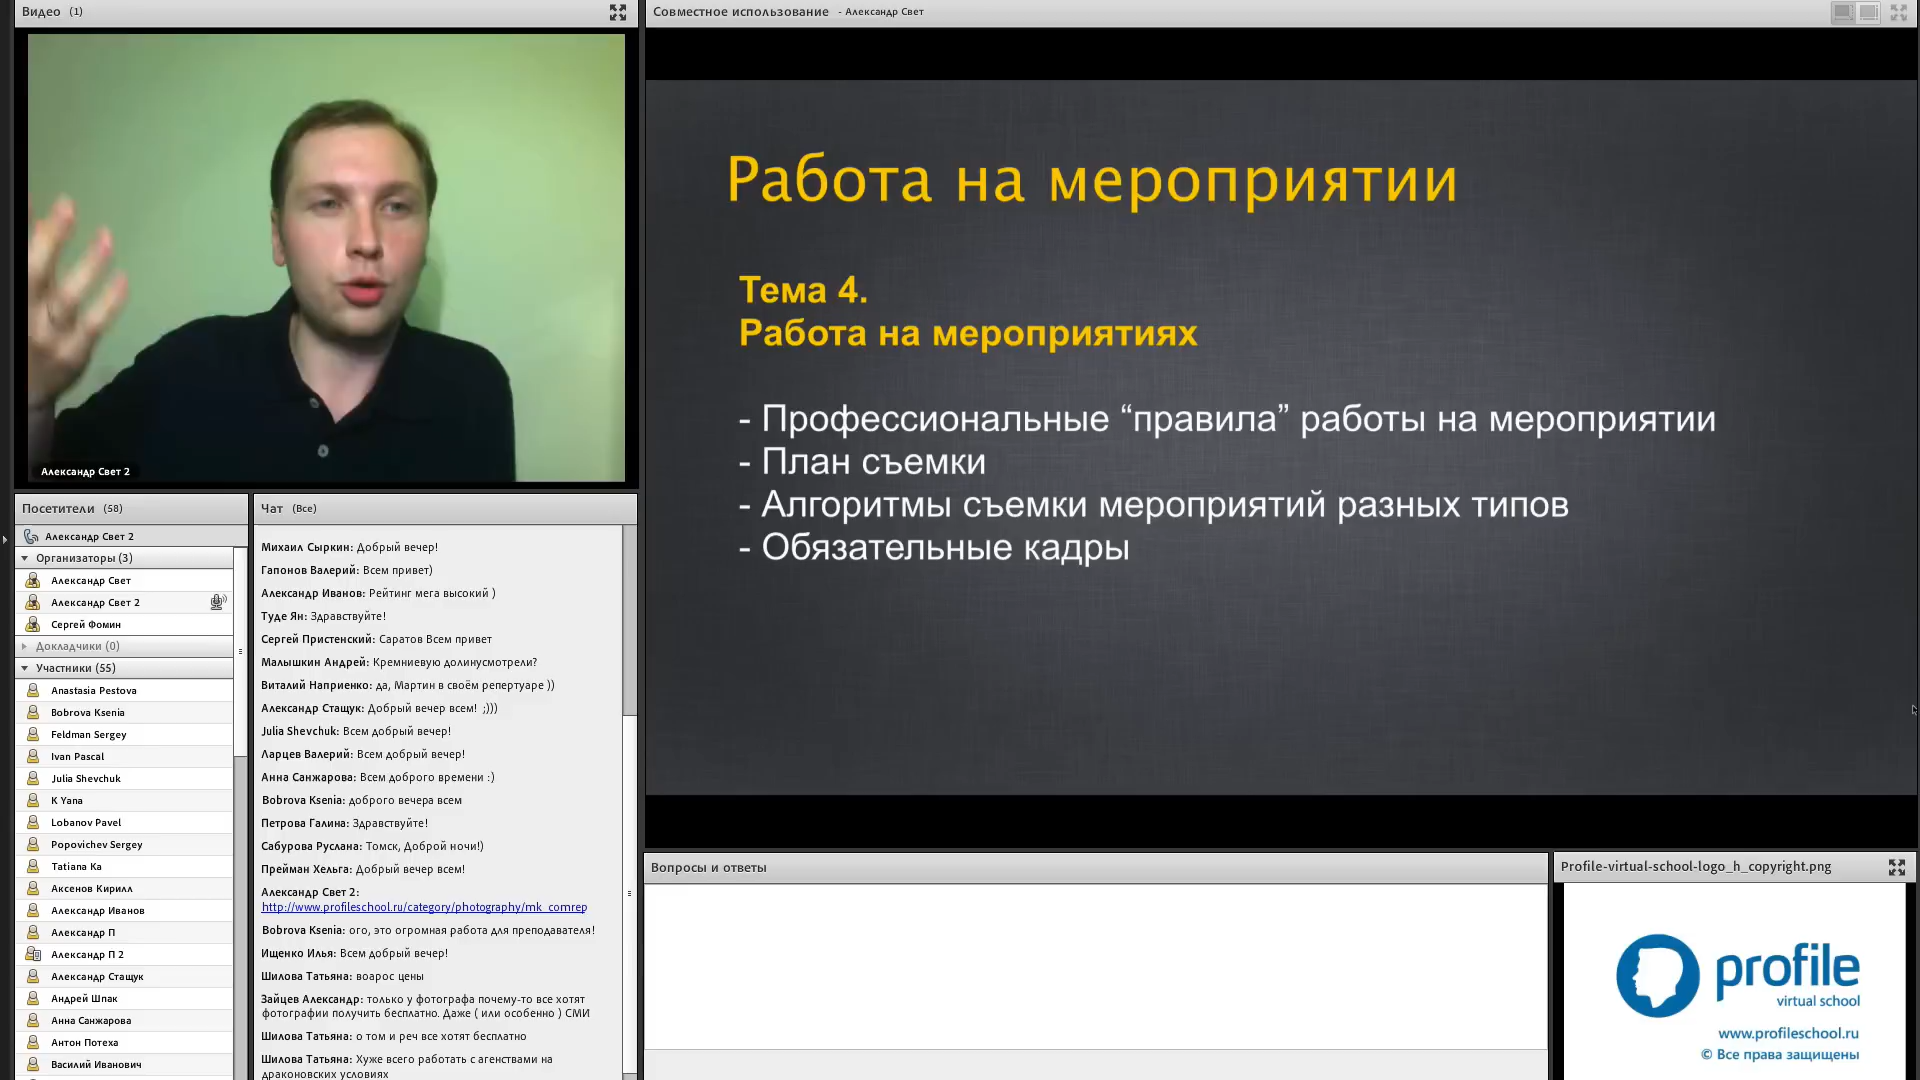 Видео (1)
Александр Свет 2
Посетители (58)
Александр Свет 2
Организаторы (3)
Александр Свет
Александр Свет 2
Сергей Фомин
Докладчики (0)
Участники (55)
Anastasia Pestova
Bobrova Ksenia
Feldman Sergey
Ivan Pascal
Julia Shevchuk
K Yana
Lobanov Pavel
Popovichev Sergey
Tatiana Ka
Аксенов Кирилл
Александр Иванов
Александр П
Александр П 2
Александр Стащук
Андрей Шпак
Анна Санжарова
Антон Потеха
Василий Иванович
Чат (Все)
Михаил Сыркин: Добрый вечер!
Гапонов Валерий: Всем привет)
Александр Иванов: Рейтинг мега высокий )
Туде Ян: Здравствуйте!
Сергей Пристенский: Саратов Всем привет
Малышкин Андрей: Кремниевую долинусмотрели?
Виталий Наприенко: да, Мартин в своём репертуаре ))
Александр Стащук: Добрый вечер всем! ;)))
Julia Shevchuk: Всем добрый вечер!
Ларцев Валерий: Всем добрый вечер!
Анна Санжарова: Всем доброго времени :)
Bobrova Ksenia: доброго вечера всем
Петрова Галина: Здравствуйте!
Сабурова Руслана: Томск, Доброй ночи!)
Прейман Хельга: Добрый вечер всем!
Александр Свет 2:
http://www.profileschool.ru/category/photography/mk_comrep
Bobrova Ksenia: ого, это огромная работа для преподавателя!
Ищенко Илья: Всем добрый вечер!
Шилова Татьяна: воарос цены
Зайцев Александр: только у фотографа почему-то все хотят
фотографии получить бесплатно. Даже ( или особенно ) СМИ
Шилова Татьяна: о том и реч все хотят бесплатно
Шилова Татьяна: Хуже всего работать с агенствами на
драконовских условиях
Совместное использование - Александр Свет
Работа на мероприятии
Тема 4.
Работа на мероприятиях
- Профессиональные “правила” работы на мероприятии
- План съемки
- Алгоритмы съемки мероприятий разных типов
- Обязательные кадры
Вопросы и ответы
Profile-virtual-school-logo_h_copyright.png
profile
virtual school
www.profileschool.ru
© Все права защищены